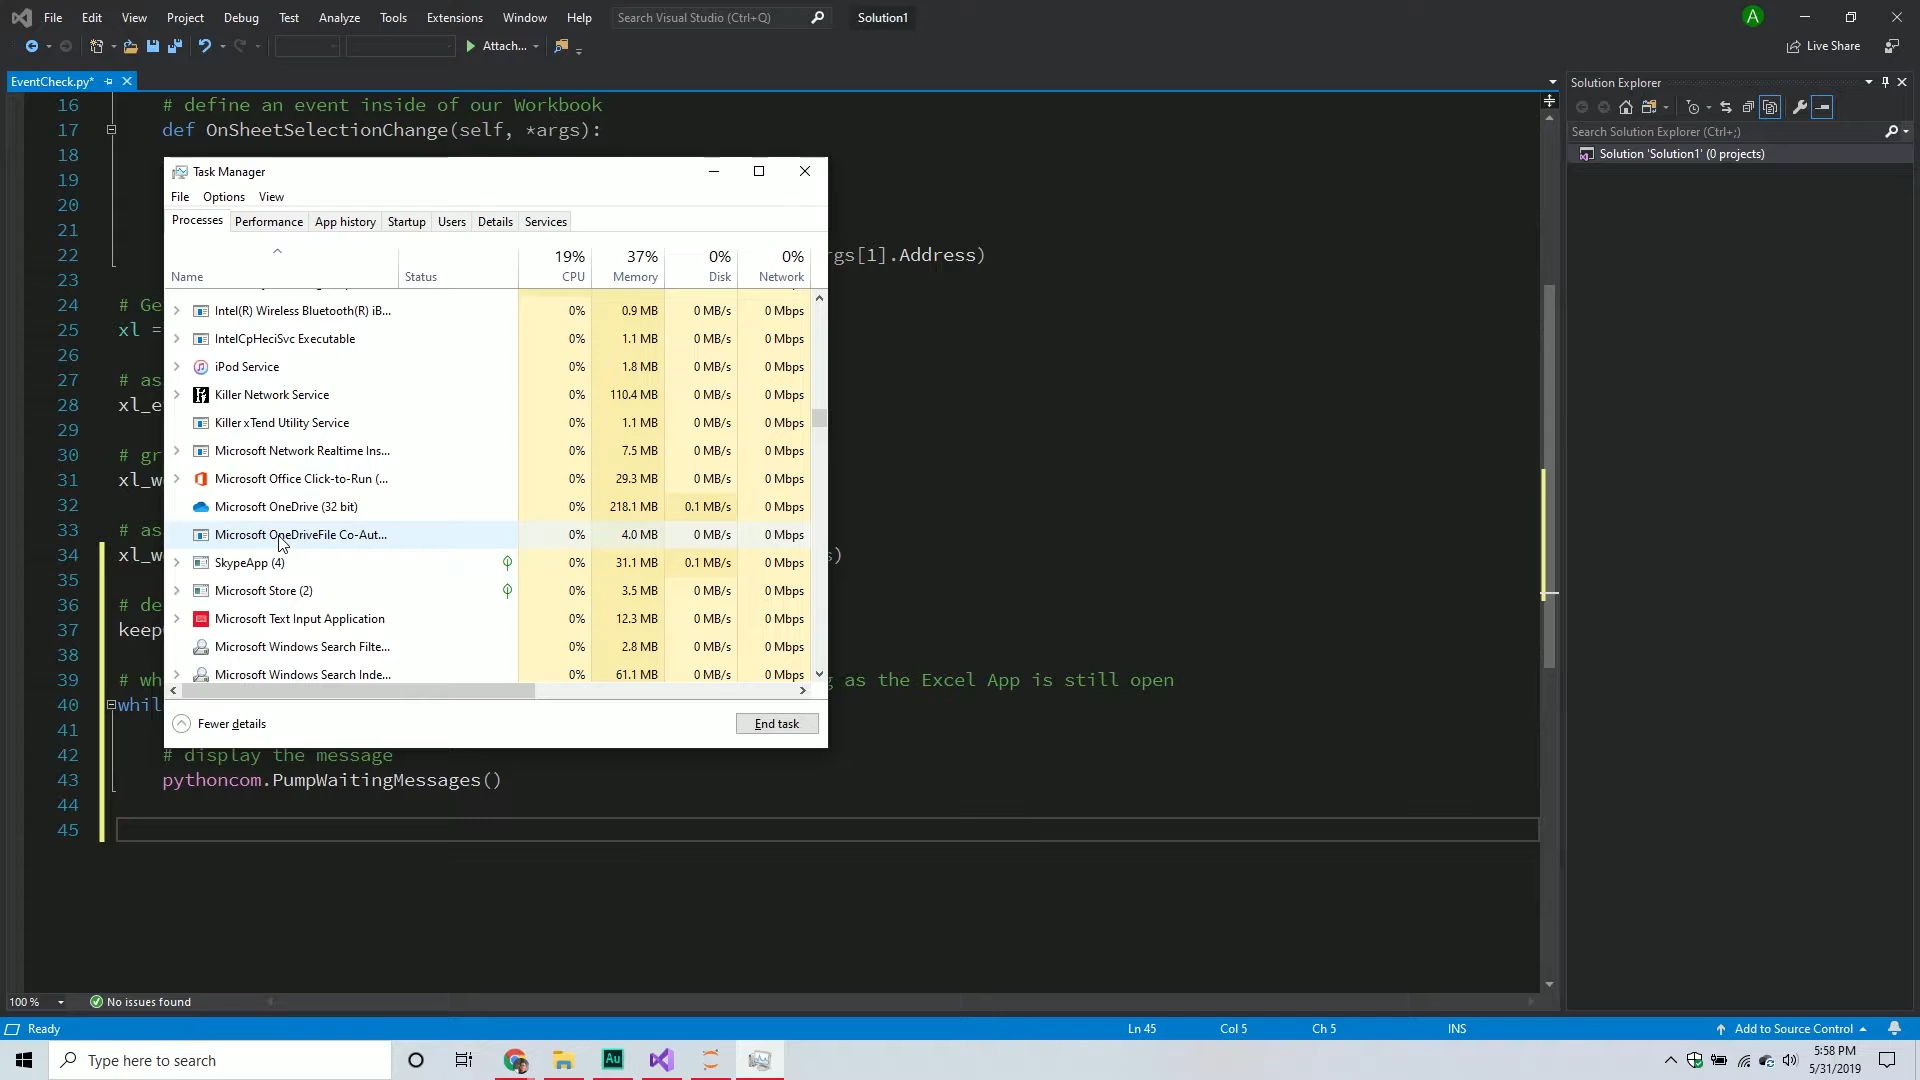 File Edit View Project Debug Test Analyze Tools Extensions Window Help Search Visual Studio (Ctrl+Q) Solution1 A
Attach... Live Share
EventCheck.py* Solution Explorer
Search Solution Explorer (Ctrl+;)
Solution 'Solution1' (0 projects)
16 # define an event inside of our Workbook
17 def OnSheetSelectionChange(self, *args):
18
19
20
21
22 rgs[1].Address)
23
24 # Ge
25 xl =
26
27 # as
28 xl_e
29
30 # gr
31 xl_w
32
33 # as
34 xl_w s)
35
36 # de
37 keep
38
39 # wh g as the Excel App is still open
40 whil
41
42 # display the message
43 pythoncom.PumpWaitingMessages()
44
45
Task Manager
File Options View
Processes Performance App history Startup Users Details Services
19% 37% 0% 0%
Name Status CPU Memory Disk Network
Intel(R) Wireless Bluetooth(R) iB... 0% 0.9 MB 0 MB/s 0 Mbps
IntelCpHeciSvc Executable 0% 1.1 MB 0 MB/s 0 Mbps
iPod Service 0% 1.8 MB 0 MB/s 0 Mbps
Killer Network Service 0% 110.4 MB 0 MB/s 0 Mbps
Killer xTend Utility Service 0% 1.1 MB 0 MB/s 0 Mbps
Microsoft Network Realtime Ins... 0% 7.5 MB 0 MB/s 0 Mbps
Microsoft Office Click-to-Run (... 0% 29.3 MB 0 MB/s 0 Mbps
Microsoft OneDrive (32 bit) 0% 218.1 MB 0.1 MB/s 0 Mbps
Microsoft OneDriveFile Co-Aut... 0% 4.0 MB 0 MB/s 0 Mbps
SkypeApp (4) 0% 31.1 MB 0.1 MB/s 0 Mbps
Microsoft Store (2) 0% 3.5 MB 0 MB/s 0 Mbps
Microsoft Text Input Application 0% 12.3 MB 0 MB/s 0 Mbps
Microsoft Windows Search Filte... 0% 2.8 MB 0 MB/s 0 Mbps
Microsoft Windows Search Inde... 0% 61.1 MB 0 MB/s 0 Mbps
Fewer details End task
100 % No issues found
Ready Ln 45 Col 5 Ch 5 INS Add to Source Control
Type here to search Au 5:58 PM
5/31/2019